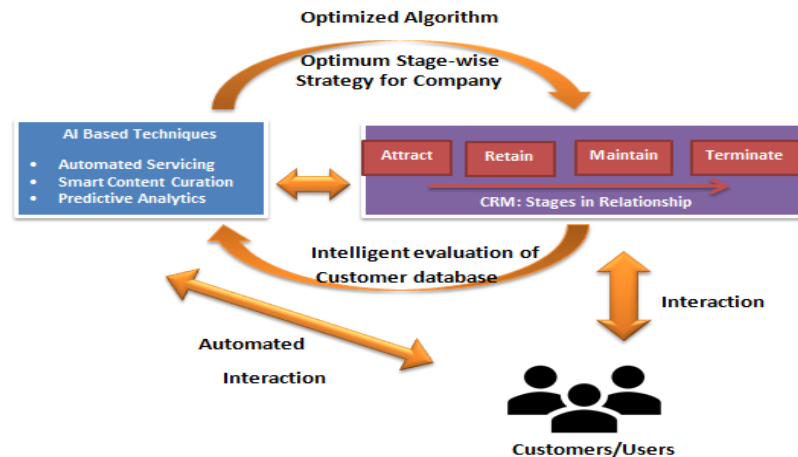 Optimized Algorithm
Optimum Stage-wise
Strategy for Company
AI Based Techniques
• Automated Servicing
• Smart Content Curation
• Predictive Analytics
Attract
Retain
Maintain
Terminate
CRM: Stages in Relationship
Intelligent evaluation of
Customer database
Interaction
Automated
Interaction
Customers/Users